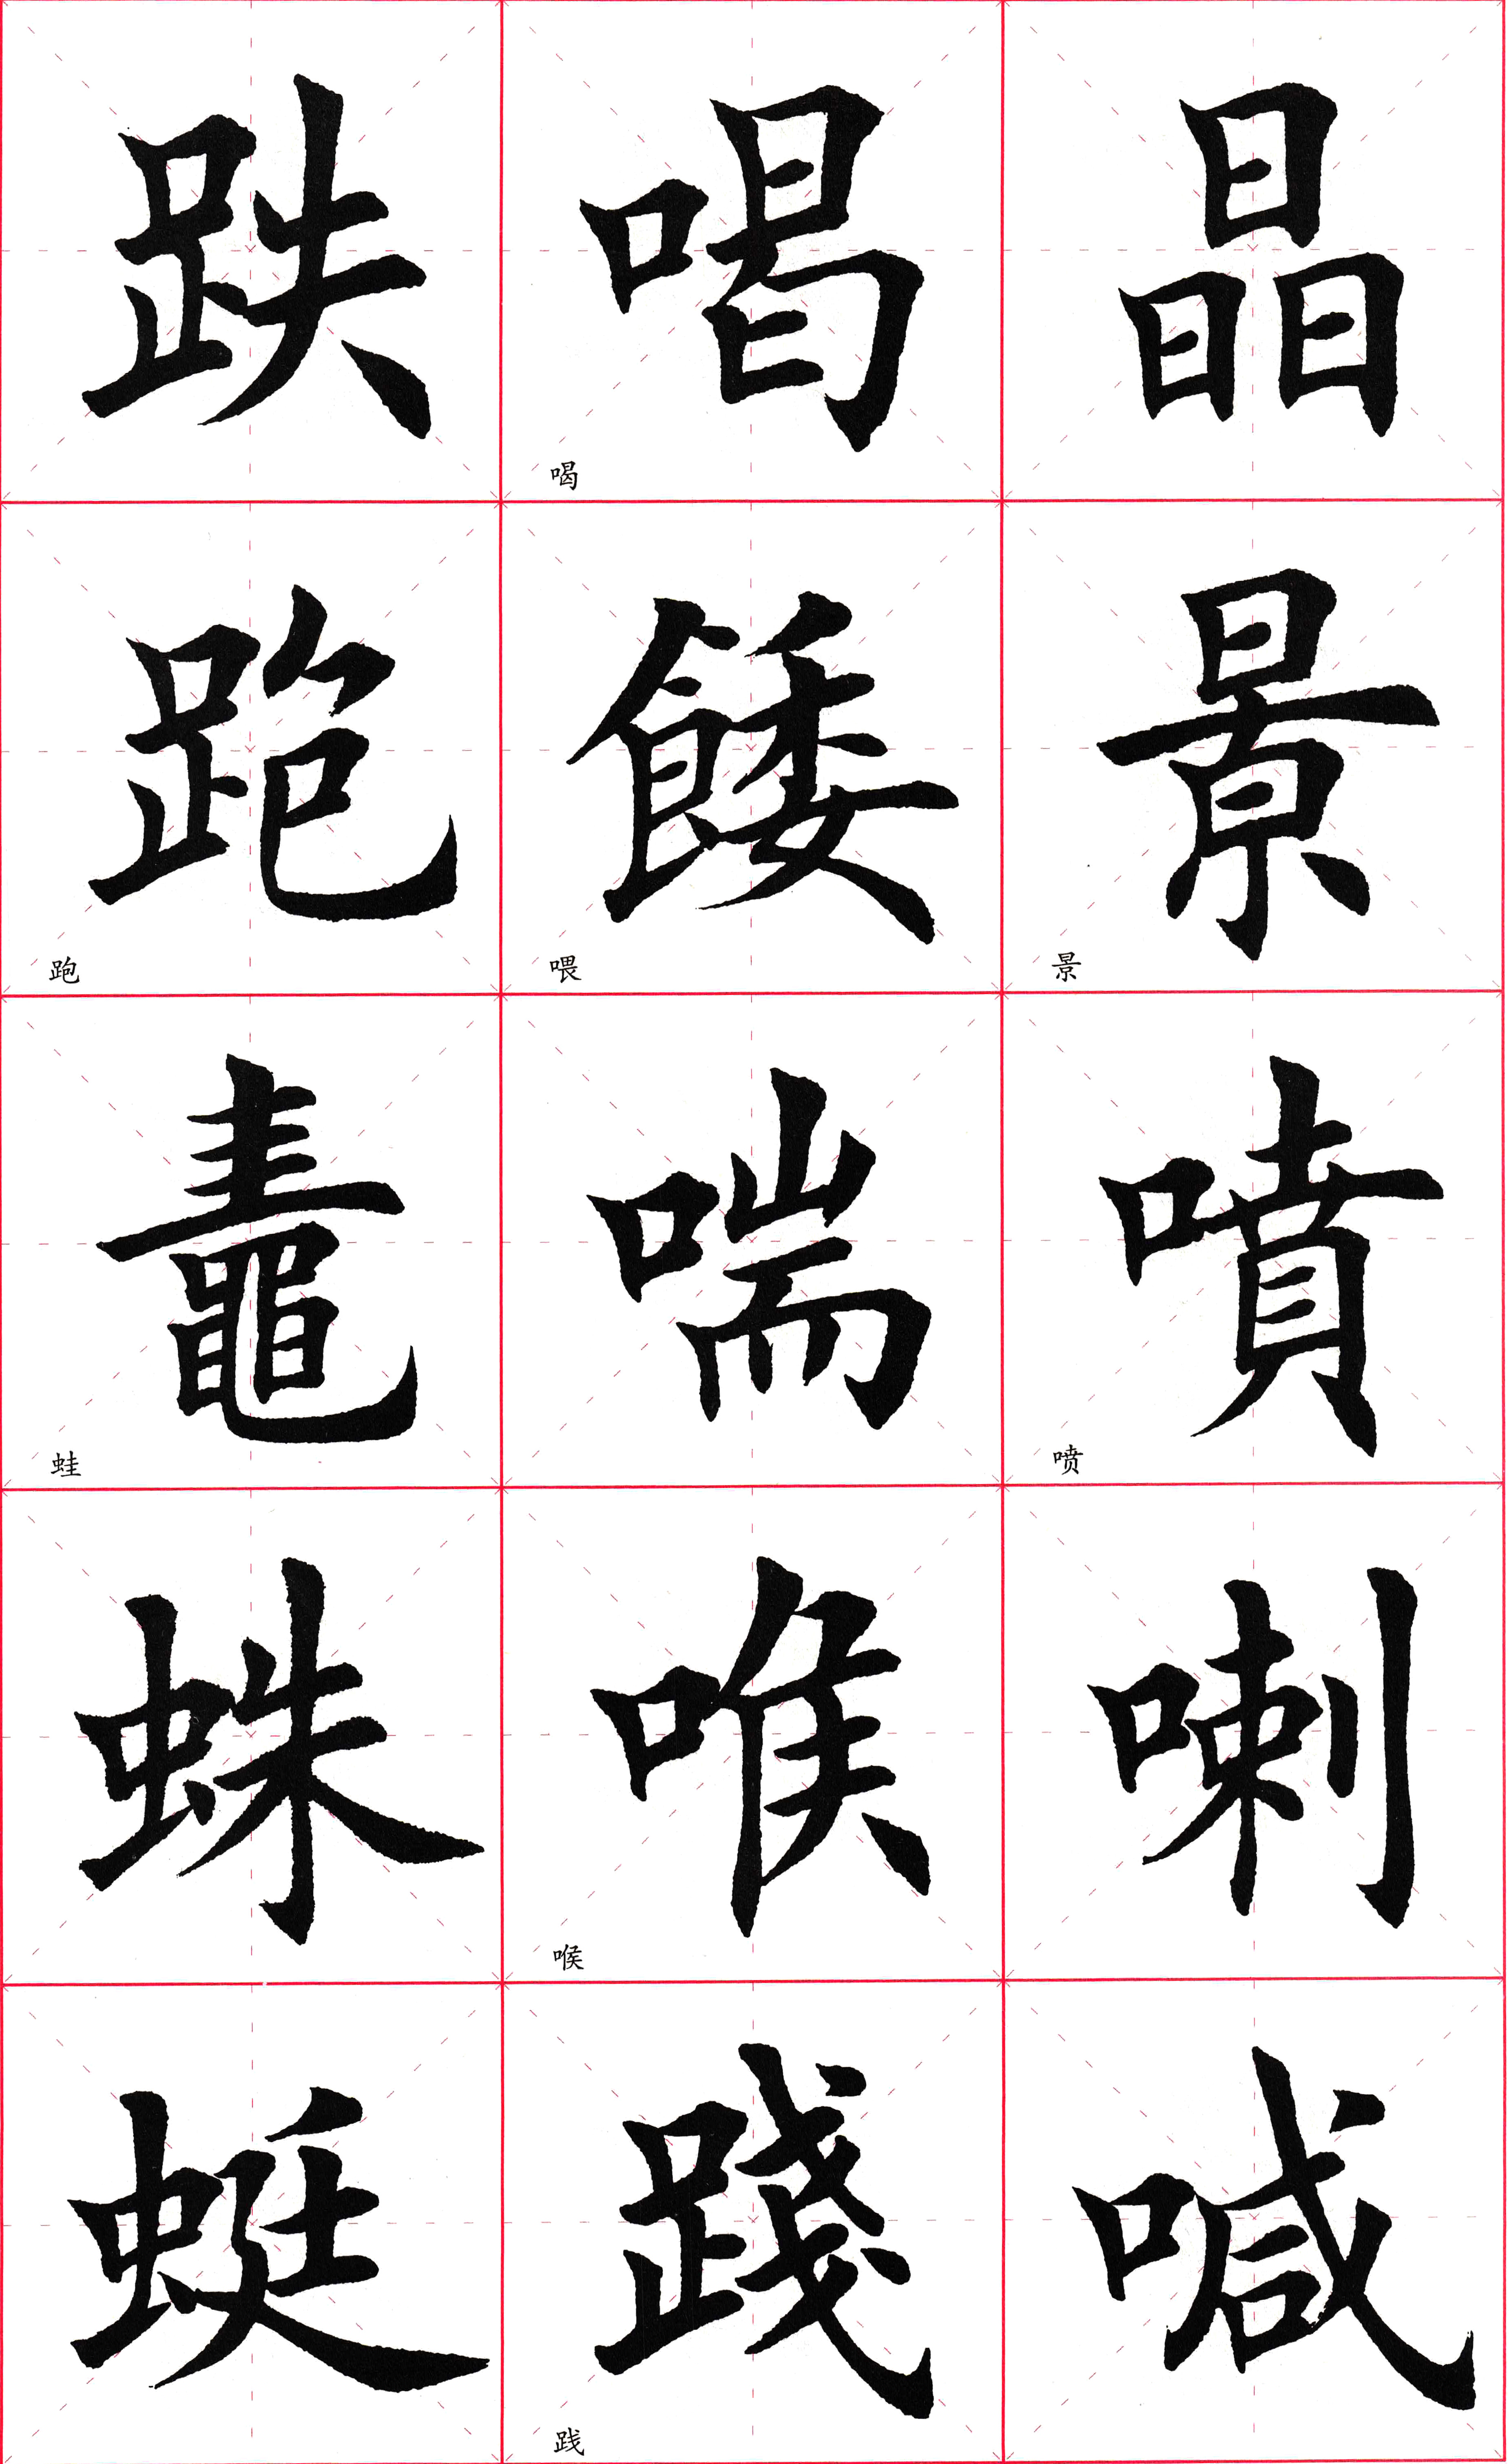 晶
景 景
噴 喷
喇
喊
喝 喝
餧 喂
喘
喉 喉
踐 践
跌
跑 跑
鼃 蛙
蛛
蜓